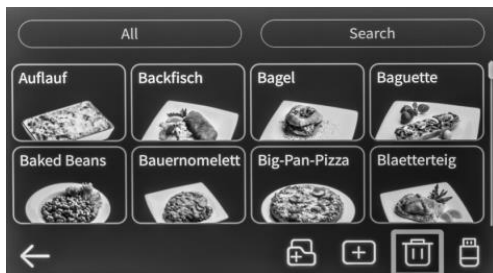 All
Search
Auflauf
Backfisch
Bagel
Baguette
Baked Beans
Bauernomelett
Big-Pan-Pizza
Blaetterteig